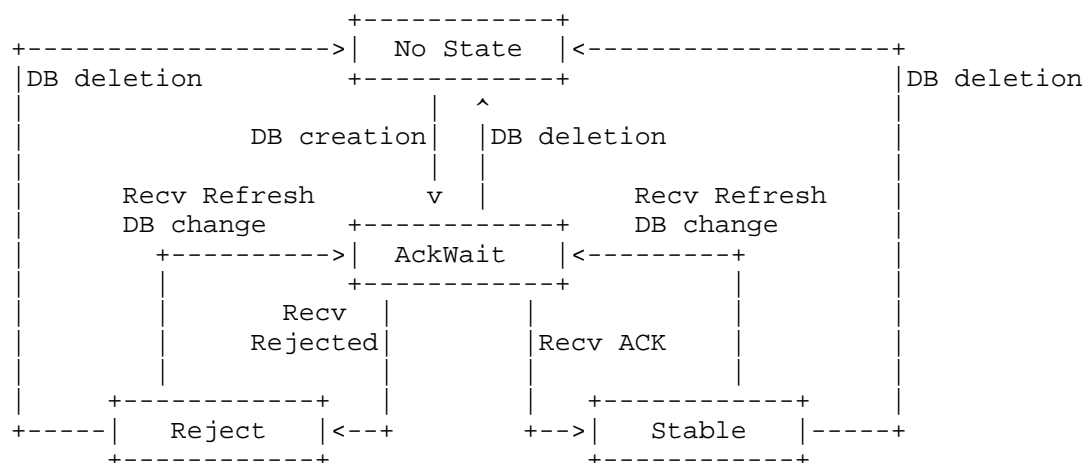 No State
DB deletion
DB deletion
DB creation
DB deletion
Recv Refresh
DB change
Recv Refresh
DB change
AckWait
Recv
Rejected
Recv ACK
Reject
Stable